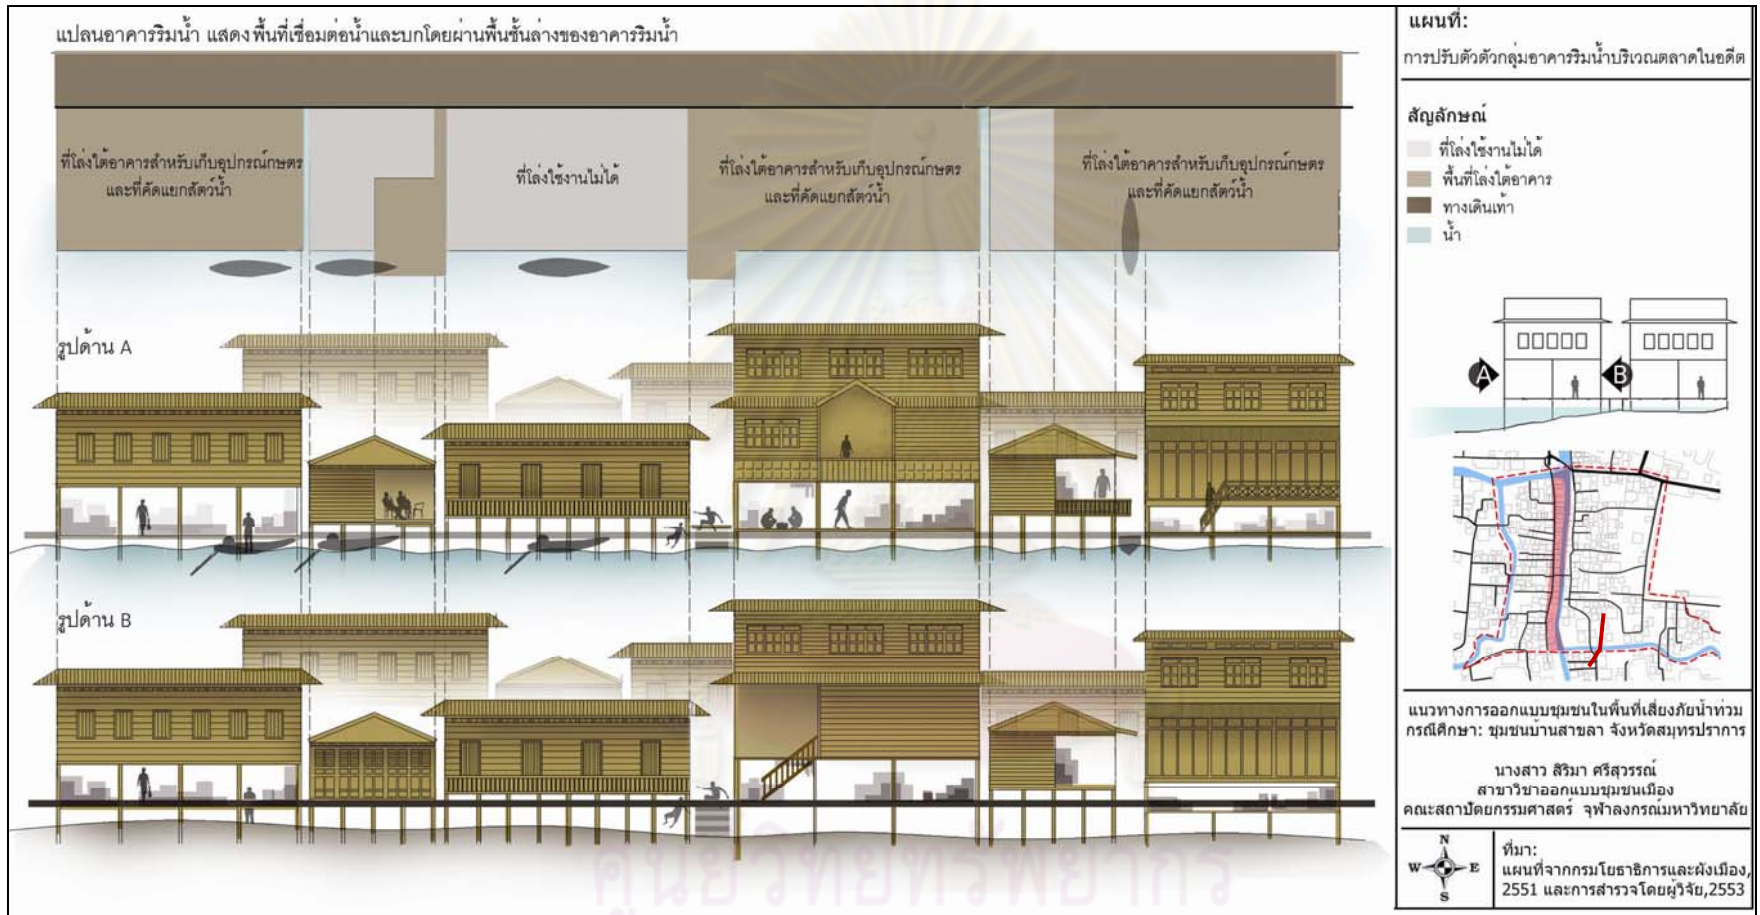 แปลนอาคารริมน้ำ แสดงพื้นที่เชื่อมต่อน้ำและบกโดยผ่านพื้นชั้นล่างของอาคารริมน้ำ
ที่โล่งใต้อาคารสำหรับเก็บอุปกรณ์กษตร
และที่คัดแยกสัตว์น้ำ
ที่โล่งใช้งานไม่ได้
ที่โล่งใต้อาคารสำหรับเก็บอุปกรณ์กษตร
และที่คัดแยกสัตว์น้ำ
ที่โล่งใต้อาคารสำหรับเก็บอุปกรณ์กษตร
และที่คัดแยกสัตว์น้ำ
รูปด้าน A
รูปด้าน B
ศูนย์วิทยทรัพยากร
แผนที่:
การปรับตัวตัวกลุ่มอาคารริมน้ำบริเวณตลาดในอดีต
สัญลักษณ์
ที่โล่งใช้งานไม่ได้
พื้นที่โล่งใต้อาคาร
ทางเดินเท้า
น้ำ
A
B
แนวทางการออกแบบชุมชนในพื้นที่เสี่ยงภัยน้ำท่วม
กรณีศึกษา: ชุมชนบ้านสาขลา จังหวัดสมุทรปราการ
นางสาว สิริมา ศรีสุวรรณ์
สาขาวิชาออกแบบชุมชนเมือง
คณะสถาปัตยกรรมศาสตร์ จุฬาลงกรณ์มหาวิทยาลัย
N
W E
S
ที่มา:
แผนที่จากกรมโยธาธิการและผังเมือง,
2551 และการสำรวจโดยผู้วิจัย,2553